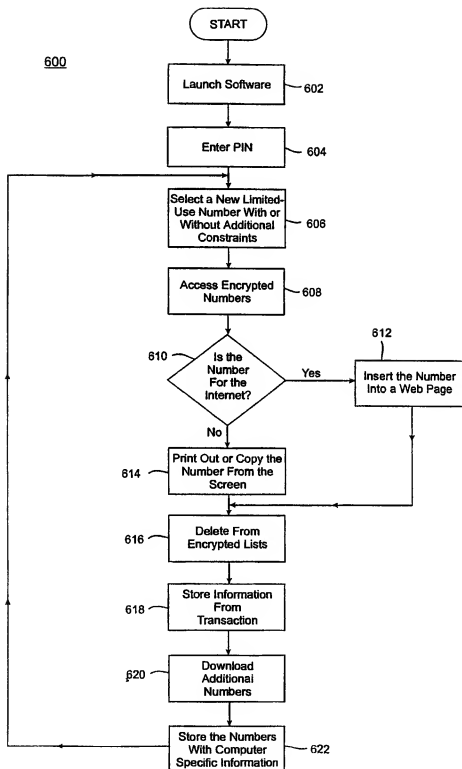 START
600
Launch Software
602
Enter PIN
604
Select a New Limited-
Use Number With or
Without Additional
Constraints
606
Access Encrypted
Numbers
608
610
Is the
Number
For the
Internet?
Yes
612
Insert the Number
Into a Web Page
No
Print Out or Copy the
Number From the
Screen
614
Delete From
Encrypted Lists
616
Store Information
From
Transaction
618
Download
Additional
Numbers
620
Store the Numbers
With Computer
Specific Information
622